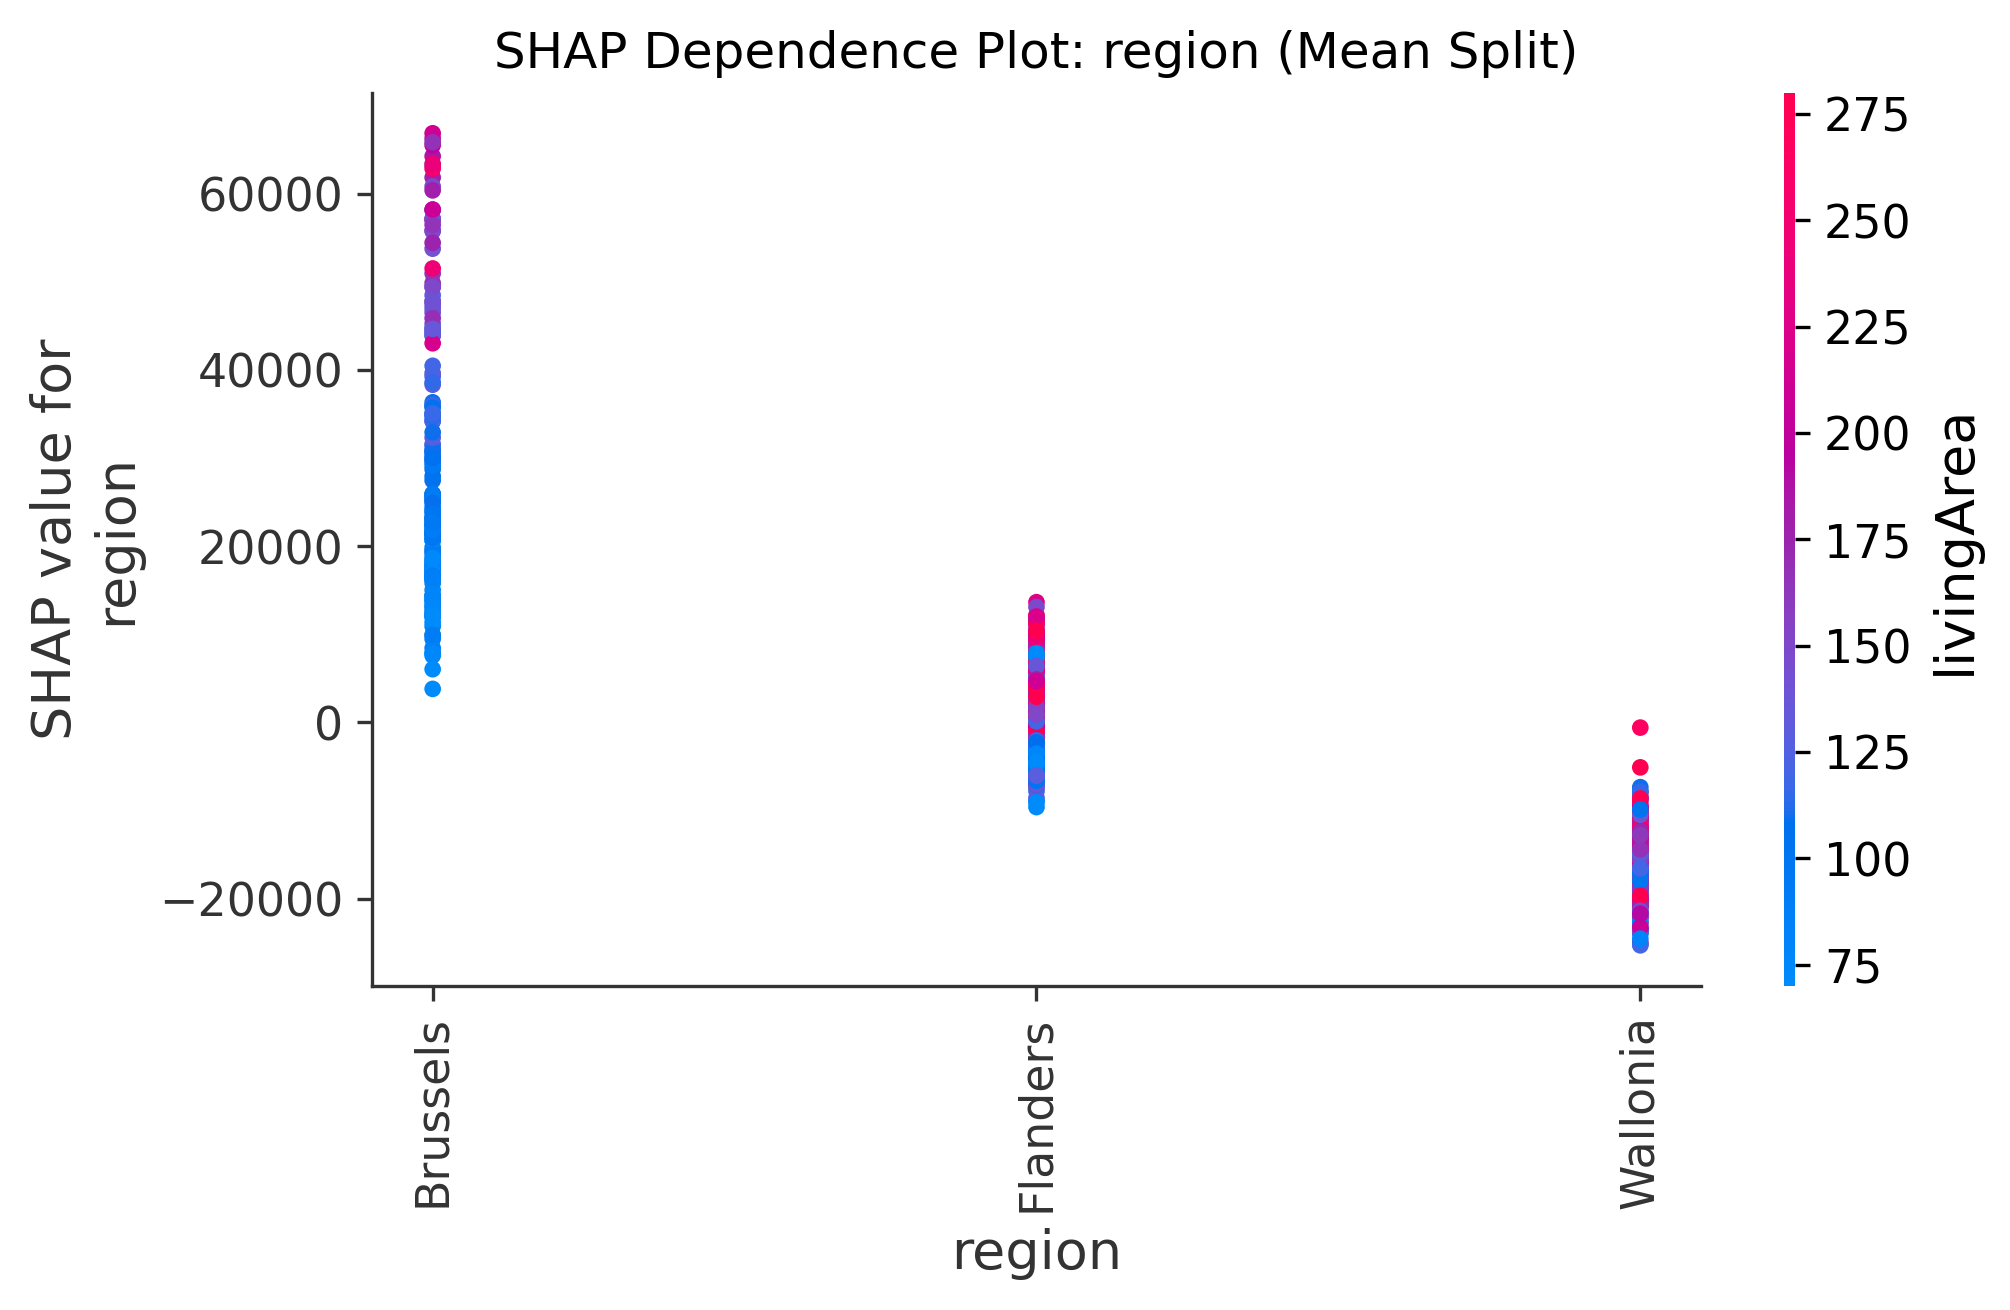 SHAP Dependence Plot: region (Mean Split)
60000
40000
20000
0
−20000
SHAP value for
region
Brussels
Flanders
Wallonia
region
275
250
225
200
175
150
125
100
75
livingArea